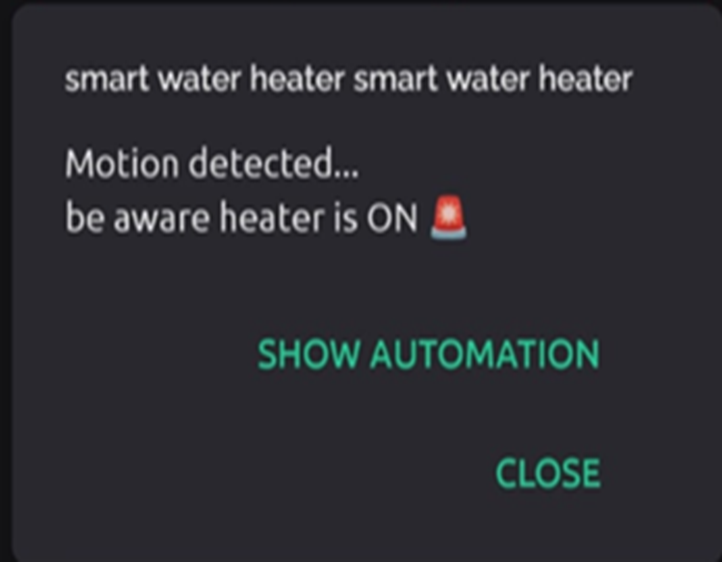 smart water heater smart water heater
Motion detected...
be aware heater is ON 🚨
SHOW AUTOMATION
CLOSE